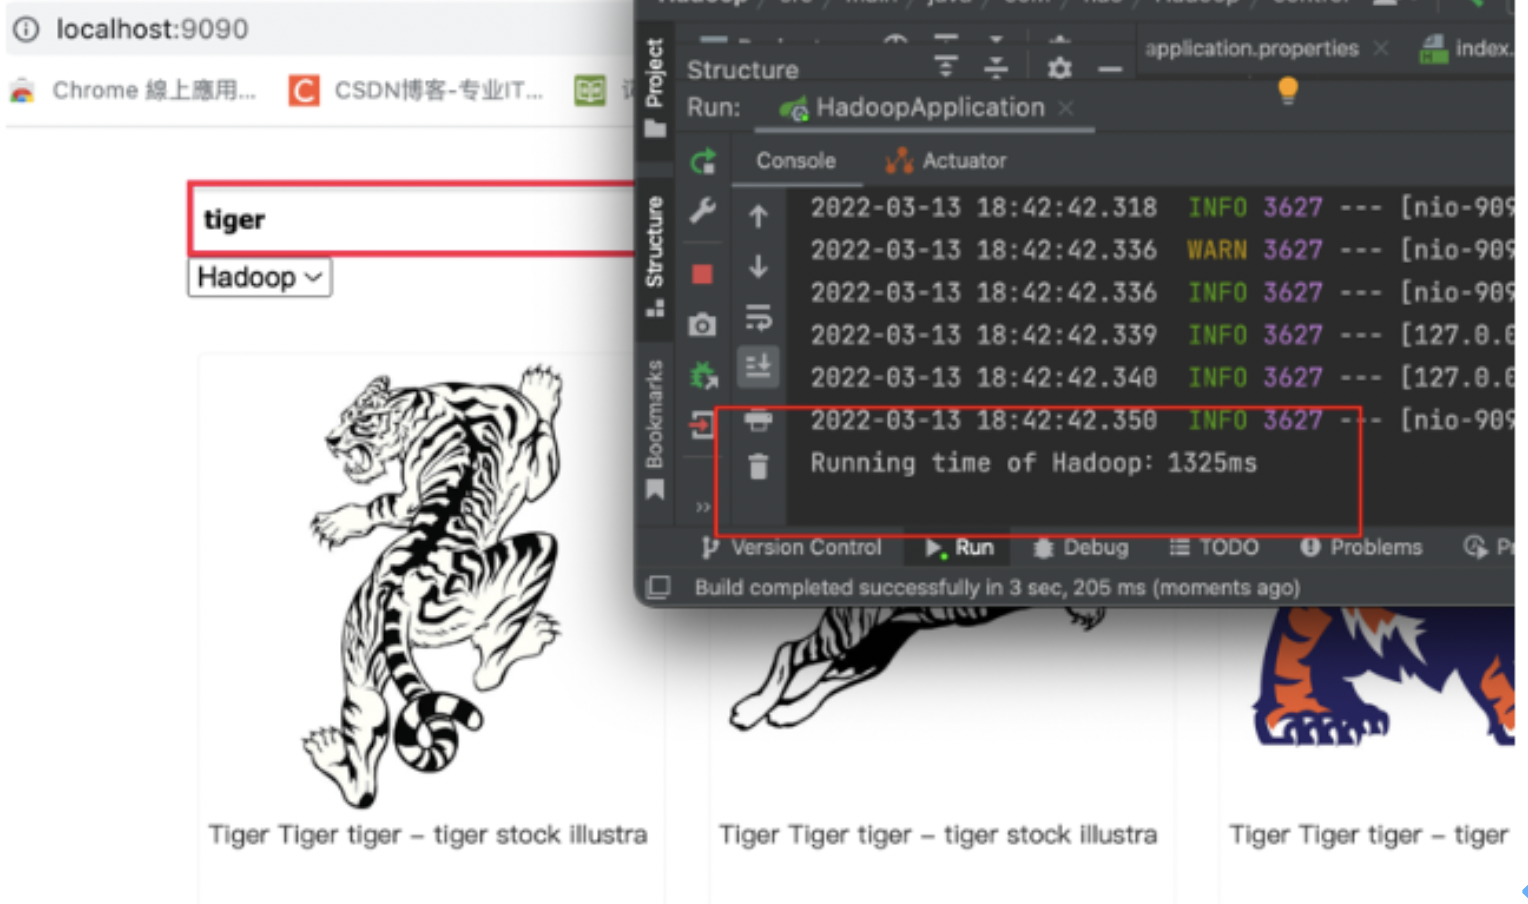 localhost:9090
Chrome 線上應用...
CSDN博客-专业IT...
tiger
Hadoop
Tiger Tiger tiger – tiger stock illustra
Tiger Tiger tiger – tiger stock illustra
Tiger Tiger tiger – tiger
application.properties
index.
Project
Structure
Run:
HadoopApplication
Console
Actuator
Structure
Bookmarks
2022-03-13 18:42:42.318 INFO 3627 --- [nio-909
2022-03-13 18:42:42.336 WARN 3627 --- [nio-909
2022-03-13 18:42:42.336 INFO 3627 --- [nio-909
2022-03-13 18:42:42.339 INFO 3627 --- [127.0.0
2022-03-13 18:42:42.340 INFO 3627 --- [127.0.0
2022-03-13 18:42:42.350 INFO 3627 --- [nio-909
Running time of Hadoop: 1325ms
Version Control
Run
Debug
TODO
Problems
Build completed successfully in 3 sec, 205 ms (moments ago)